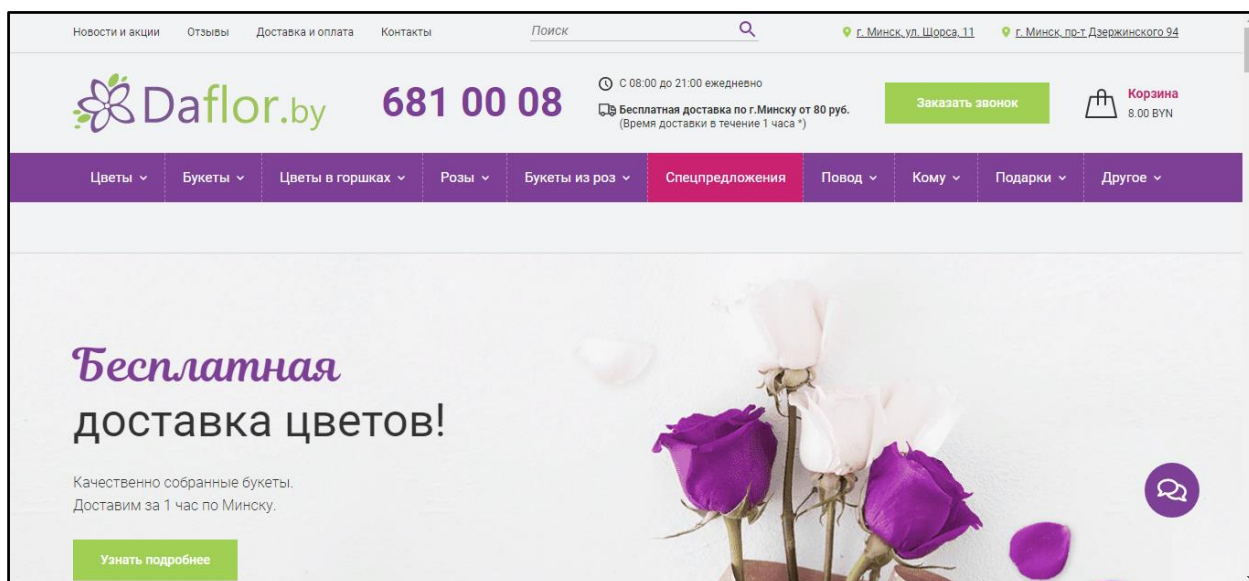 Новости и акции Отзывы Доставка и оплата Контакты Поиск г. Минск, ул. Щорса, 11 г. Минск, пр-т Дзержинского 94
Daflor.by 681 00 08
С 08:00 до 21:00 ежедневно
Бесплатная доставка по г.Минску от 80 руб.
(Время доставки в течение 1 часа *)
Заказать звонок
Корзина
8.00 BYN
Цветы Букеты Цветы в горшках Розы Букеты из роз Спецпредложения Повод Кому Подарки Другое
Бесплатная
доставка цветов!
Качественно собранные букеты.
Доставим за 1 час по Минску.
Узнать подробнее